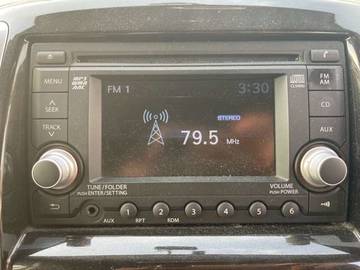 MENU
MP3
WMA
AAC
FM 1
3:30
FM
AM
SEEK
STEREO
CD
TRACK
79.5 MHz
AUX
TUNE/FOLDER
PUSH ENTER/SETTING
VOLUME
PUSH POWER
1 2 3 4 5 6
AUX RPT RDM